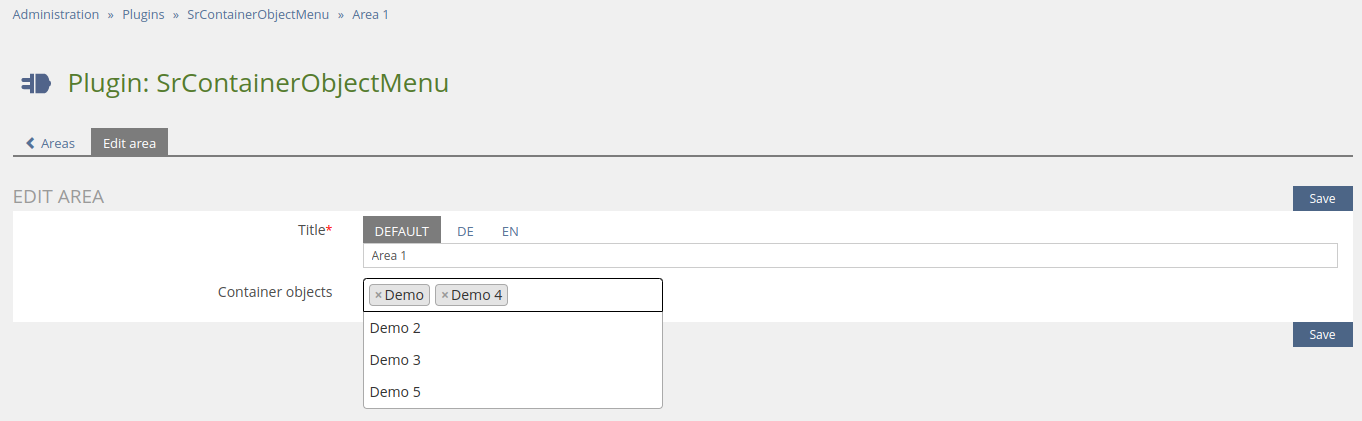 Administration » Plugins » SrContainerObjectMenu » Area 1
Plugin: SrContainerObjectMenu
Areas Edit area
EDIT AREA Save
Title* DEFAULT DE EN
Area 1
Container objects × Demo × Demo 4
Demo 2
Save
Demo 3
Demo 5